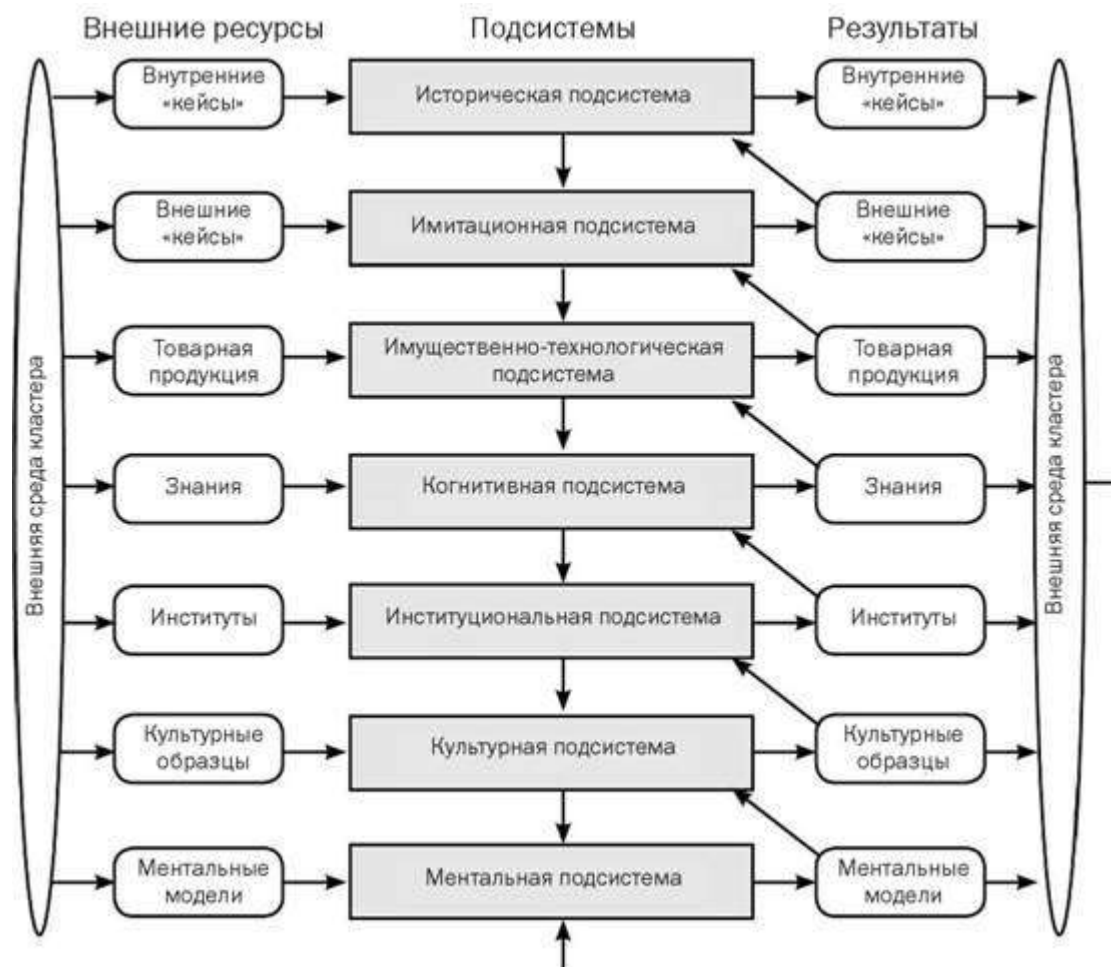 Внешние ресурсы Подсистемы Результаты
Внутренние
«кейсы»
Историческая подсистема
Внутренние
«кейсы»
Внешние
«кейсы»
Имитационная подсистема
Внешние
«кейсы»
Товарная
продукция
Имущественно-технологическая
подсистема
Товарная
продукция
Знания
Когнитивная подсистема
Знания
Институты
Институциональная подсистема
Институты
Культурные
образцы
Культурная подсистема
Культурные
образцы
Ментальные
модели
Ментальная подсистема
Ментальные
модели
Внешняя среда кластера
Внешняя среда кластера